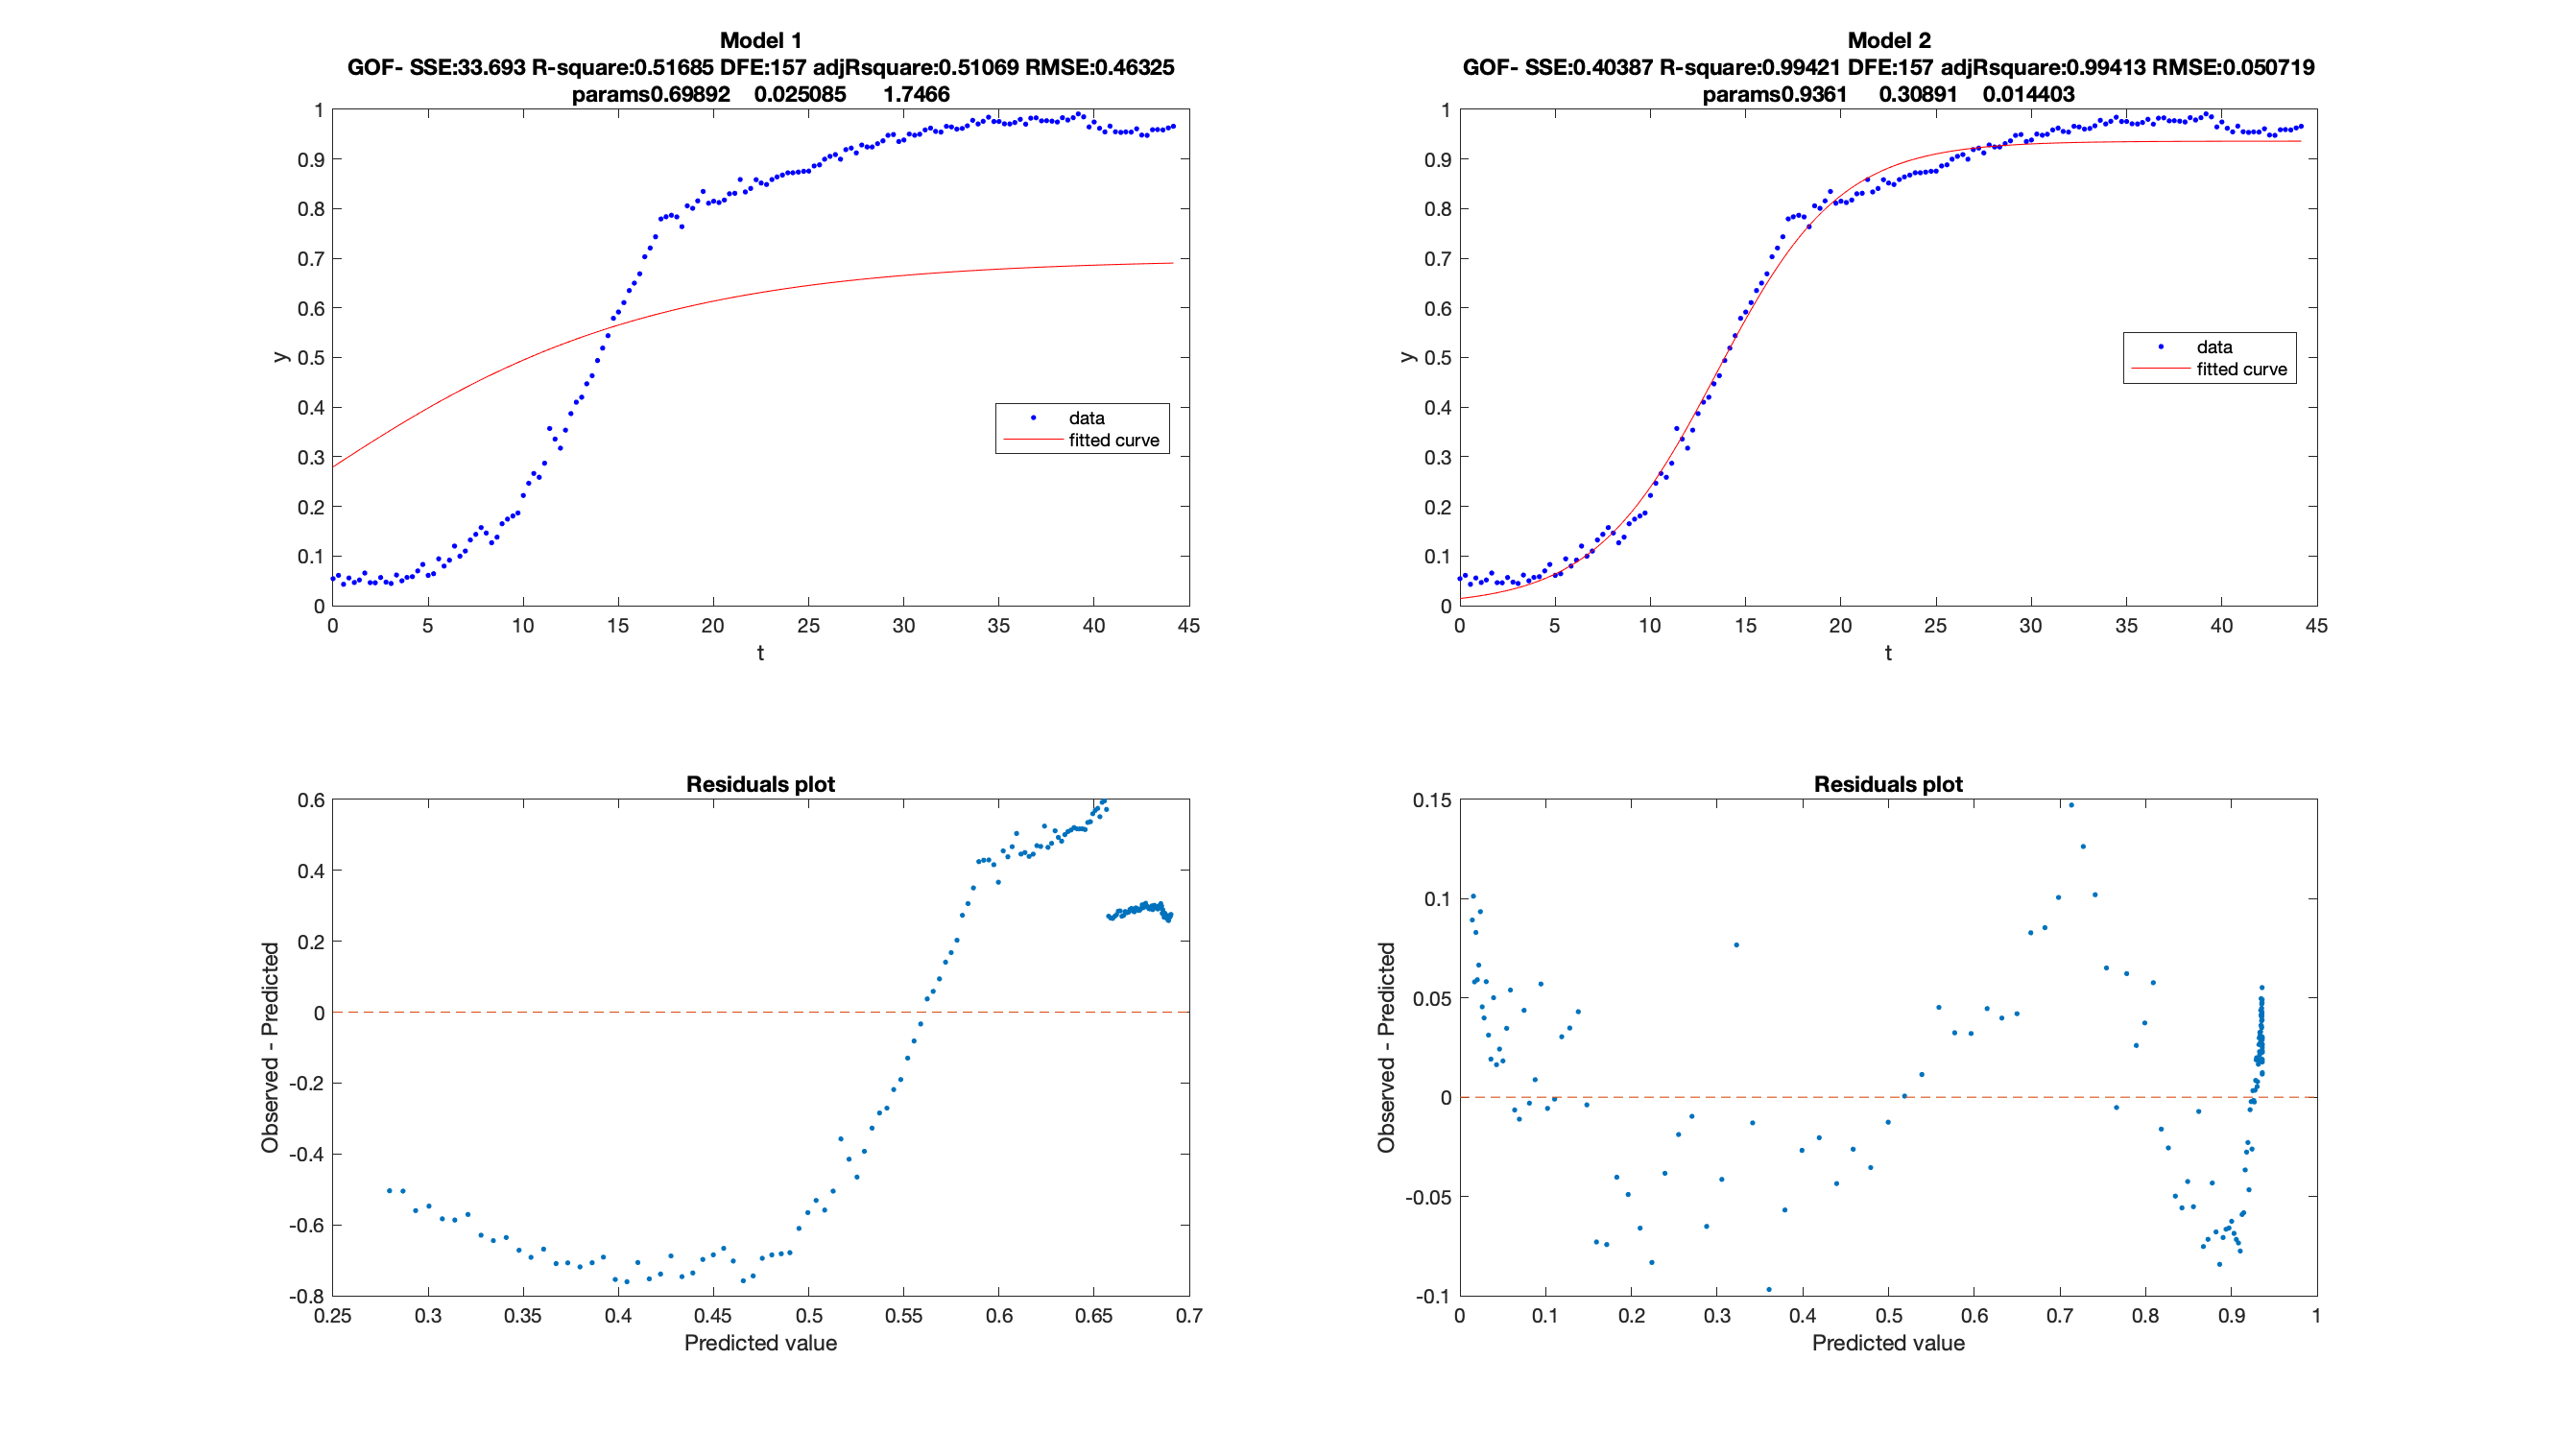 Model 1
GOF- SSE:33.693 R-square:0.51685 DFE:157 adjRsquare:0.51069 RMSE:0.46325
params0.69892 0.025085 1.7466
1
0.9
0.8
0.7
0.6
0.5
0.4
0.3
0.2
0.1
0
y
data
fitted curve
0 5 10 15 20 25 30 35 40 45
t
Model 2
GOF- SSE:0.40387 R-square:0.99421 DFE:157 adjRsquare:0.99413 RMSE:0.050719
params0.9361 0.30891 0.014403
1
0.9
0.8
0.7
0.6
0.5
0.4
0.3
0.2
0.1
0
y
data
fitted curve
0 5 10 15 20 25 30 35 40 45
t
Residuals plot
0.6
0.4
0.2
0
-0.2
-0.4
-0.6
-0.8
Observed - Predicted
0.25 0.3 0.35 0.4 0.45 0.5 0.55 0.6 0.65 0.7
Predicted value
Residuals plot
0.15
0.1
0.05
0
-0.05
-0.1
Observed - Predicted
0 0.1 0.2 0.3 0.4 0.5 0.6 0.7 0.8 0.9 1
Predicted value